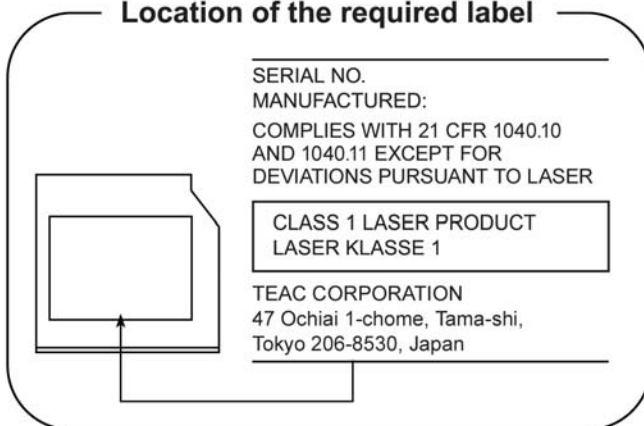 Location of the required label
SERIAL NO.
MANUFACTURED:
COMPLIES WITH 21 CFR 1040.10
AND 1040.11 EXCEPT FOR
DEVIATIONS PURSUANT TO LASER
CLASS 1 LASER PRODUCT
LASER KLASSE 1
TEAC CORPORATION
47 Ochiai 1-chome, Tama-shi,
Tokyo 206-8530, Japan